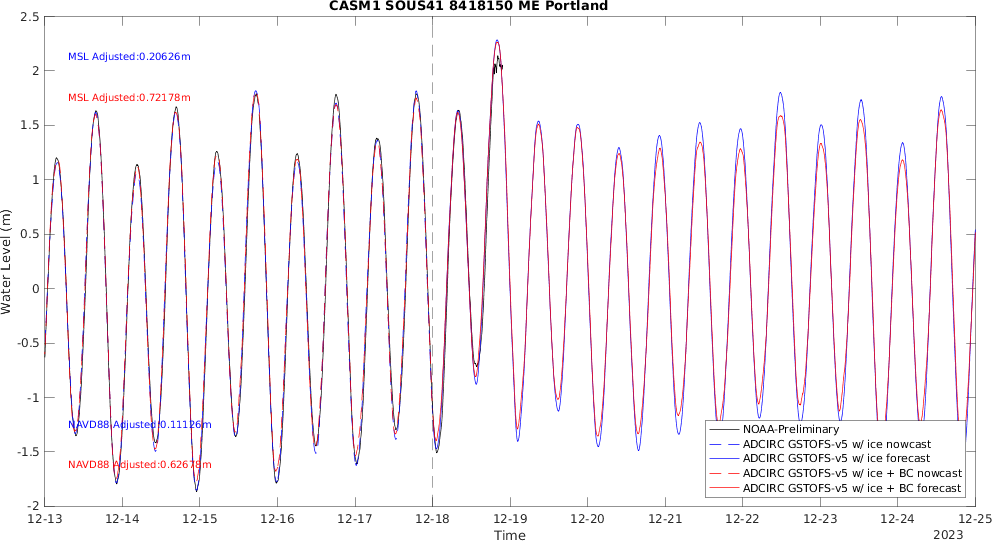 CASM1 SOUS41 8418150 ME Portland
2.5
2
1.5
1
0.5
0
-0.5
-1
-1.5
-2
Water Level (m)
MSL Adjusted:0.20626m
MSL Adjusted:0.72178m
NAVD88 Adjusted:0.11126m
NAVD88 Adjusted:0.62678m
NOAA-Preliminary
ADCIRC GSTOFS-v5 w/ ice nowcast
ADCIRC GSTOFS-v5 w/ ice forecast
ADCIRC GSTOFS-v5 w/ ice + BC nowcast
ADCIRC GSTOFS-v5 w/ ice + BC forecast
12-13 12-14 12-15 12-16 12-17 12-18 12-19 12-20 12-21 12-22 12-23 12-24 12-25
Time
2023